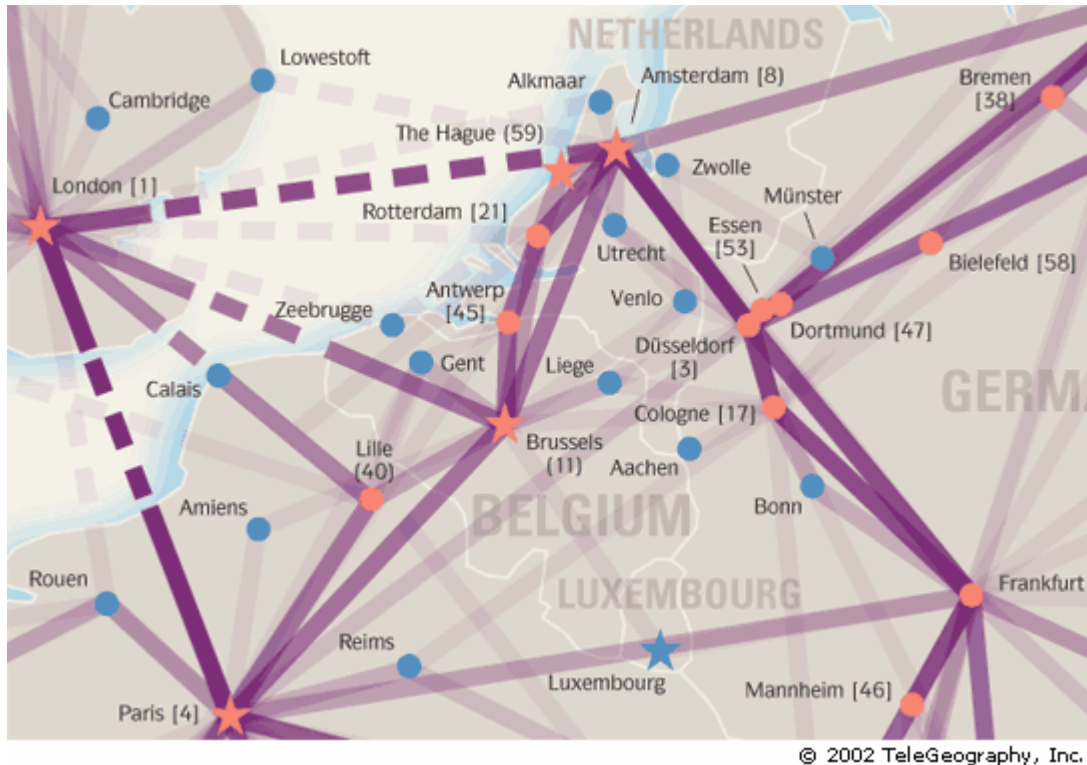 NETHERLANDS
Lowestoft
Alkmaar
Amsterdam [8]
Bremen
[38]
Cambridge
The Hague (59)
London [1]
Zwolle
Rotterdam [21]
Münster
Essen
[53]
Utrecht
Bielefeld [58]
Antwerp
[45]
Venlo
Zeebrugge
Dortmund [47]
Düsseldorf
[3]
Gent
Liege
Calais
GERM
Cologne [17]
Lille
(40)
Brussels
(11)
Aachen
Amiens
BELGIUM
Bonn
Rouen
Frankfurt
LUXEMBOURG
Reims
Luxembourg
Mannheim [46]
Paris [4]
© 2002 TeleGeography, Inc.